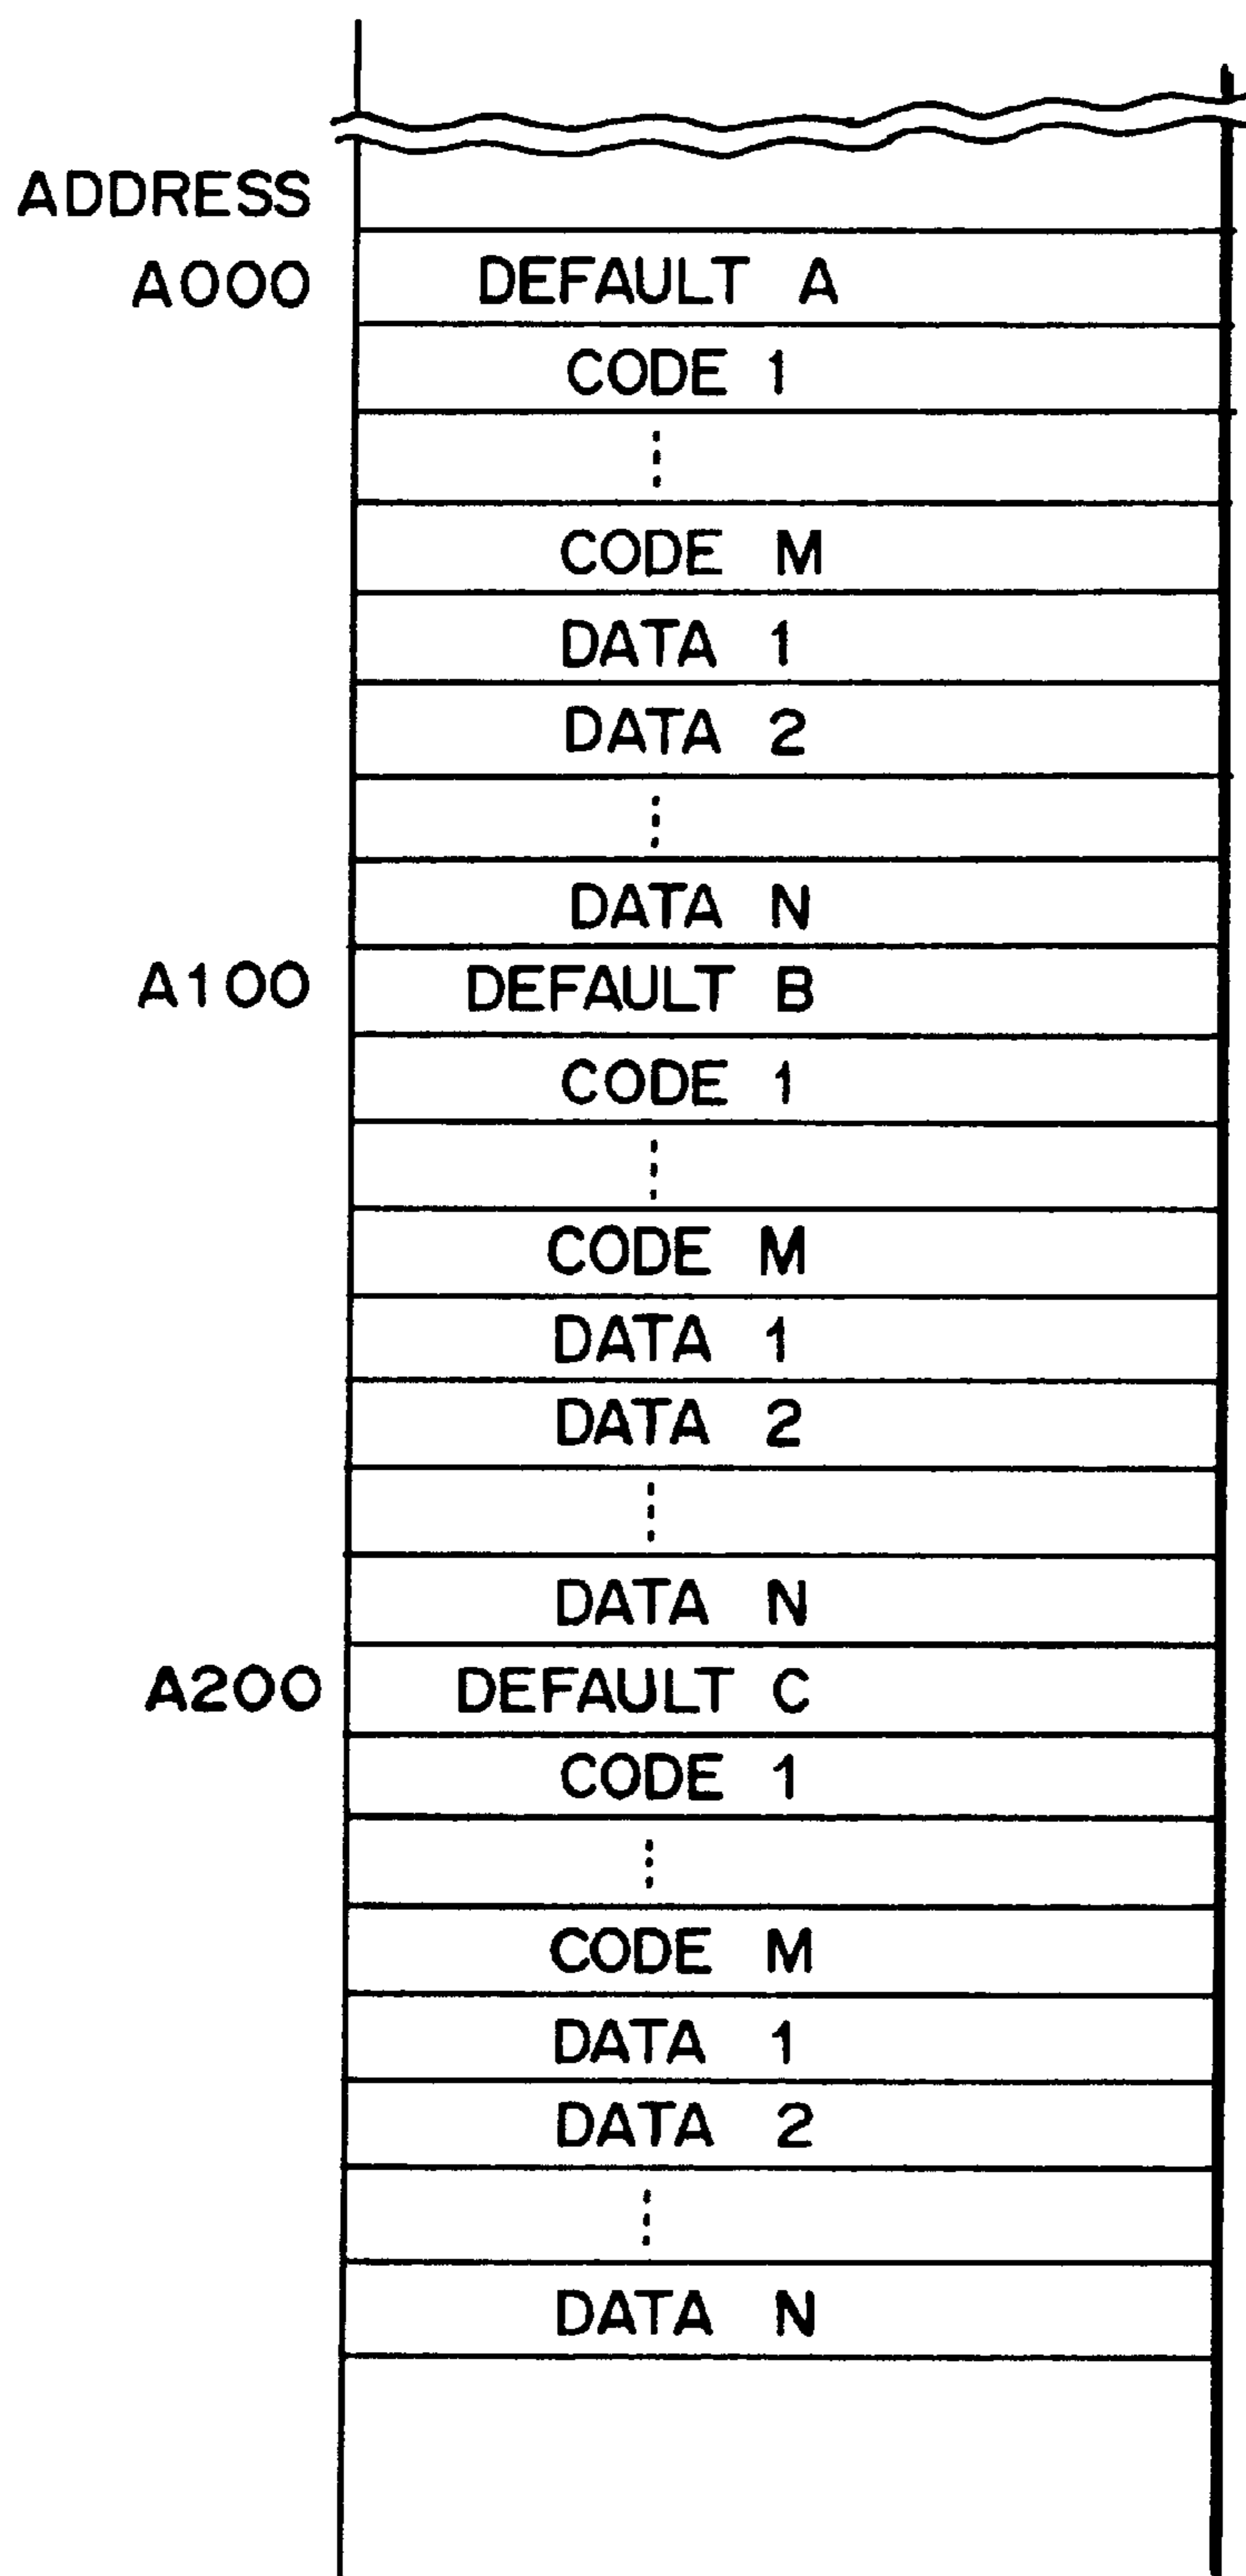 ADDRESS
A000 DEFAULT A
CODE 1
CODE M
DATA 1
DATA 2
DATA N
A100 DEFAULT B
CODE 1
CODE M
DATA 1
DATA 2
DATA N
A200 DEFAULT C
CODE 1
CODE M
DATA 1
DATA 2
DATA N